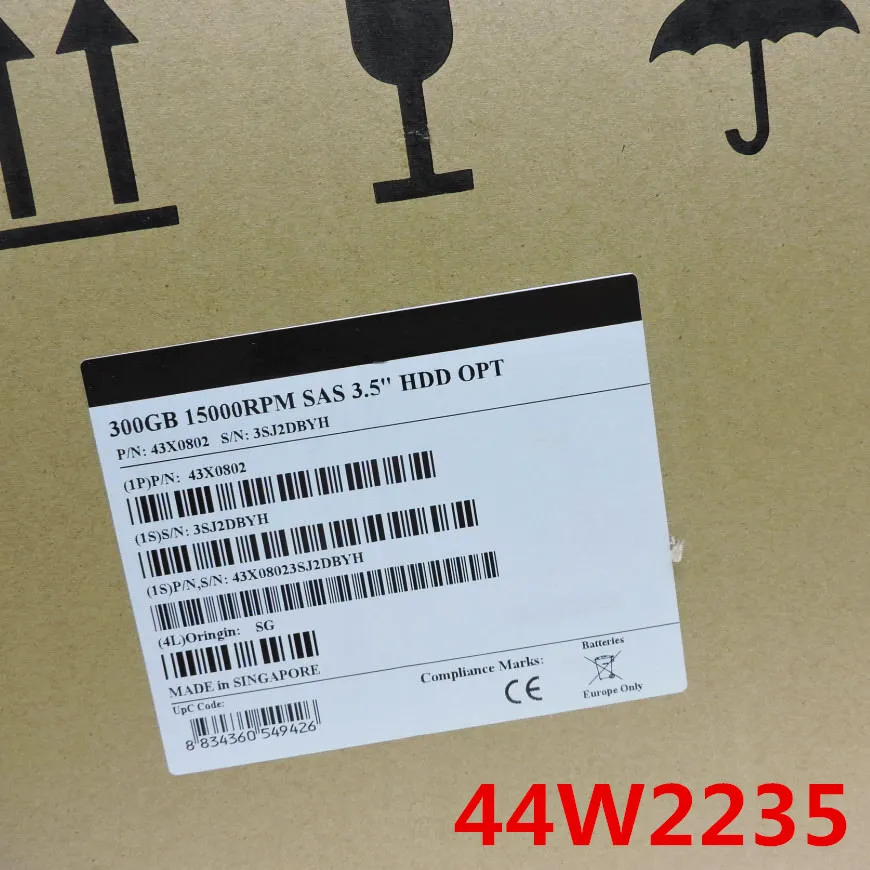 300GB 15000RPM SAS 3.5" HDD OPT
P/N: 43X0802 S/N: 3SJ2DBYH
(1P)P/N: 43X0802
(1S)S/N: 3SJ2DBYH
(1S)P/N,S/N: 43X08023SJ2DBYH
(4L)Oringin: SG
MADE in SINGAPORE
UpC Code:
8 834360 549426
Compliance Marks:
CE
Batteries
Europe Only
44W2235